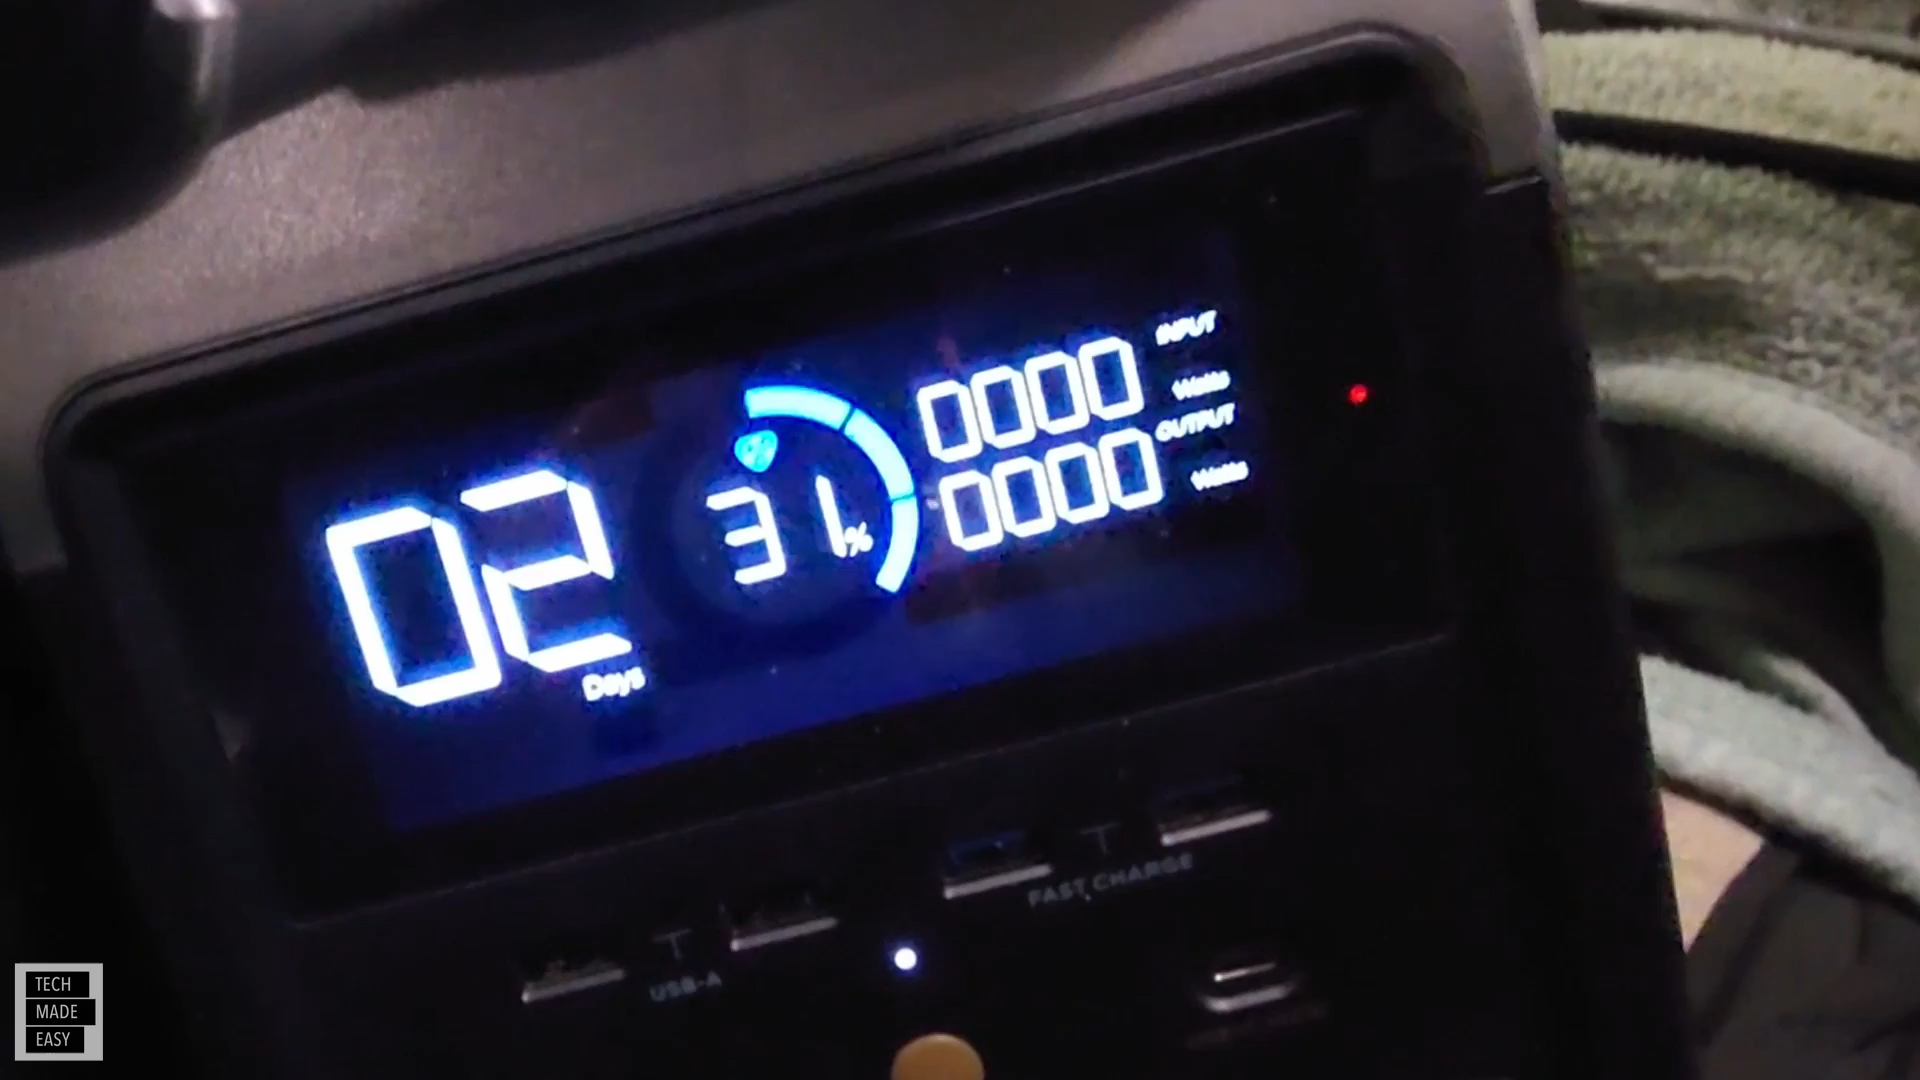 02
Days
31%
0000
INPUT
Watts
0000
OUTPUT
Watts
FAST CHARGE
USB-A
TECH
MADE
EASY